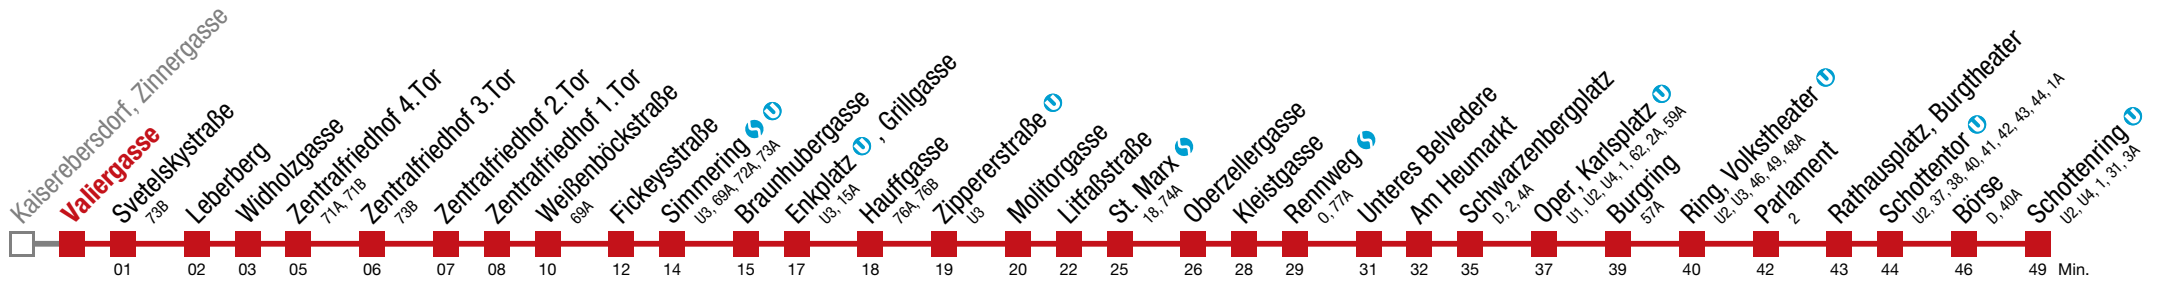 Kaiserebersdorf, Zinnergasse
Valiergasse
Svetelskystraße
73B
Leberberg
Widholzgasse
Zentralfriedhof 4.Tor
71A, 71B
Zentralfriedhof 3.Tor
73B
Zentralfriedhof 2.Tor
Zentralfriedhof 1.Tor
Weißenböckstraße
69A
Fickeysstraße
Simmering S U
U3, 69A, 72A, 73A
Braunhubergasse
Enkplatz U , Grillgasse
U3, 15A
Hauffgasse
76A, 76B
Zippererstraße U
U3
Molitorgasse
Litfaßstraße
St. Marx S
18, 74A
Oberzellergasse
Kleistgasse
Rennweg S
O, 77A
Unteres Belvedere
Am Heumarkt
Schwarzenbergplatz
D, 2, 4A
Oper, Karlsplatz U
U1, U2, U4, 1, 62, 2A, 59A
Burgring
57A
Ring, Volkstheater U
U2, U3, 46, 49, 48A
Parlament
2
Rathausplatz, Burgtheater
Schottentor U
U2, 37, 38, 40, 41, 42, 43, 44, 1A
Börse
D, 40A
Schottenring U
U2, U4, 1, 31, 3A
01 02 03 05 06 07 08 10 12 14 15 17 18 19 20 22 25 26 28 29 31 32 35 37 39 40 42 43 44 46 49 Min.